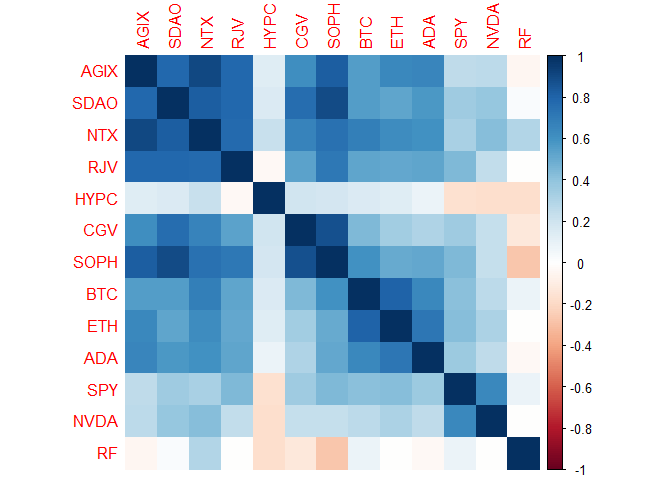 AGIX SDAO NTX RJV HYPC CGV SOPH BTC ETH ADA SPY NVDA RF
AGIX
SDAO
NTX
RJV
HYPC
CGV
SOPH
BTC
ETH
ADA
SPY
NVDA
RF
1
0.8
0.6
0.4
0.2
0
-0.2
-0.4
-0.6
-0.8
-1